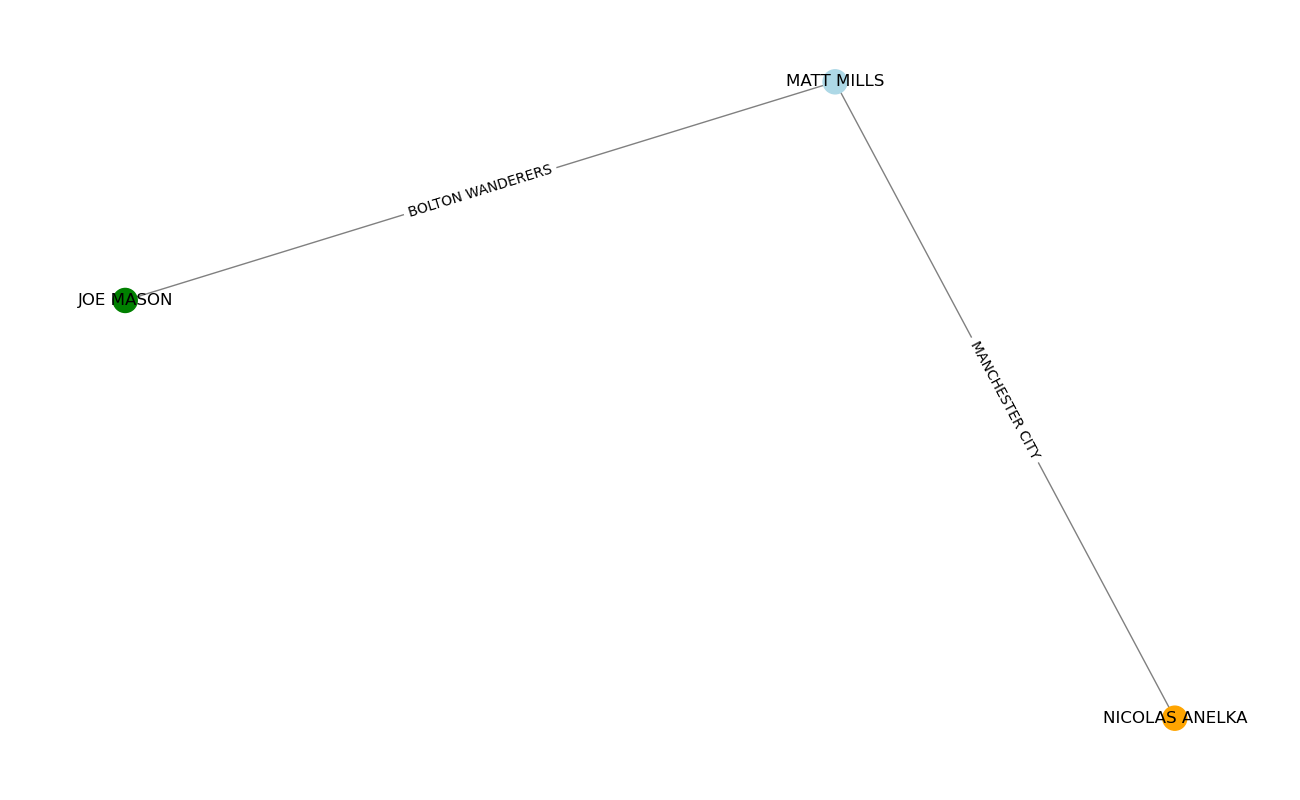 MATT MILLS
BOLTON WANDERERS
JOE MASON
MANCHESTER CITY
NICOLAS ANELKA